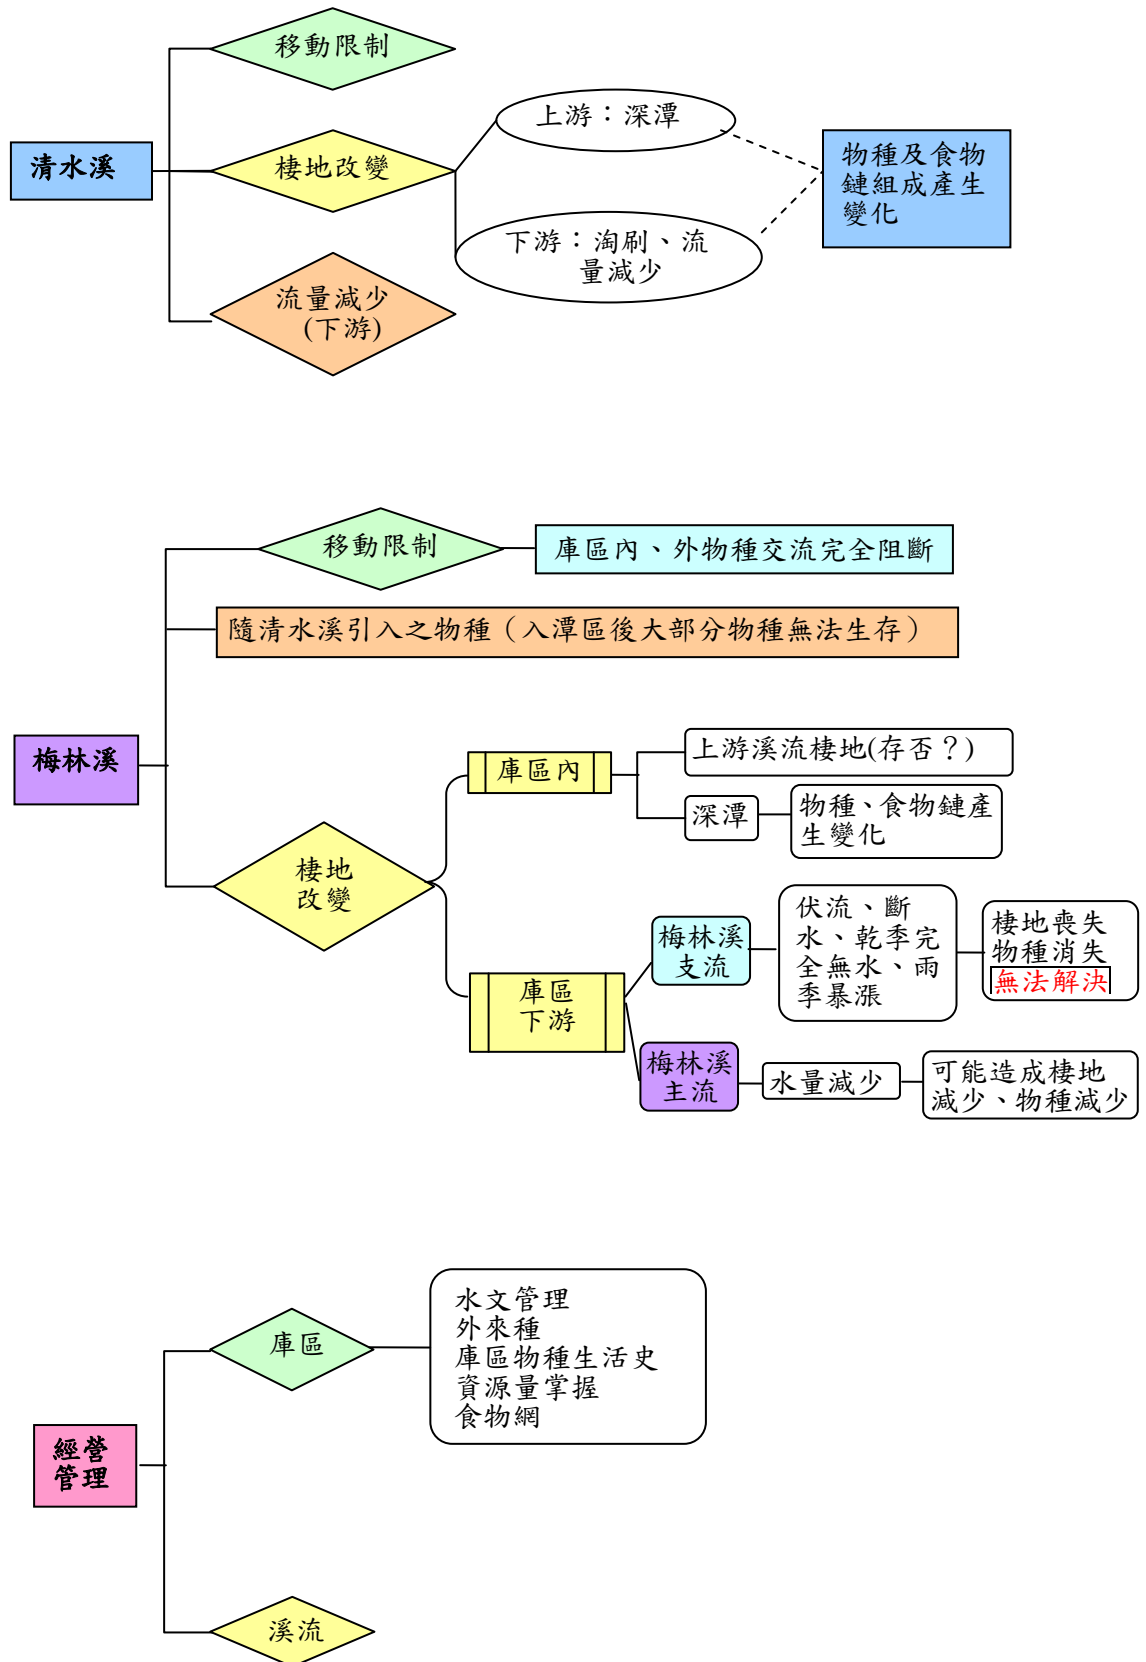 移動限制
上游：深潭
清水溪
棲地改變
物種及食物
鏈組成產生
變化
下游：淘刷、流
量減少
流量減少
(下游)
移動限制
庫區內、外物種交流完全阻斷
隨清水溪引入之物種（入潭區後大部分物種無法生存）
梅林溪
庫區內
上游溪流棲地(存否？)
深潭
物種、食物鏈產
生變化
棲地
改變
梅林溪
支流
伏流、斷
水、乾季完
全無水、雨
季暴漲
棲地喪失
物種消失
無法解決
庫區
下游
梅林溪
主流
水量減少
可能造成棲地
減少、物種減少
水文管理
外來種
庫區物種生活史
資源量掌握
食物網
庫區
經營
管理
溪流